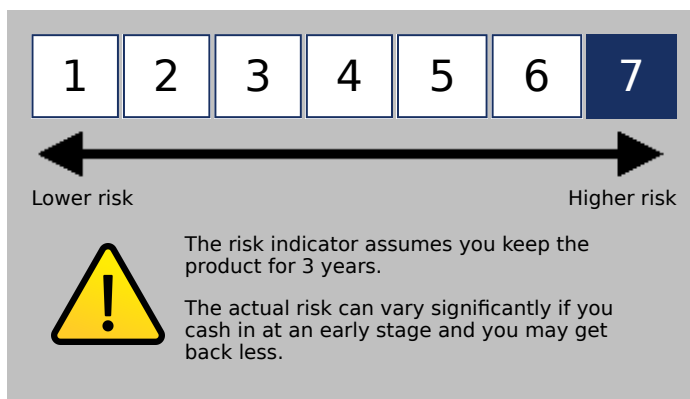 1 2 3 4 5 6 7
Lower risk Higher risk
The risk indicator assumes you keep the
product for 3 years.
The actual risk can vary significantly if you
cash in at an early stage and you may get
back less.